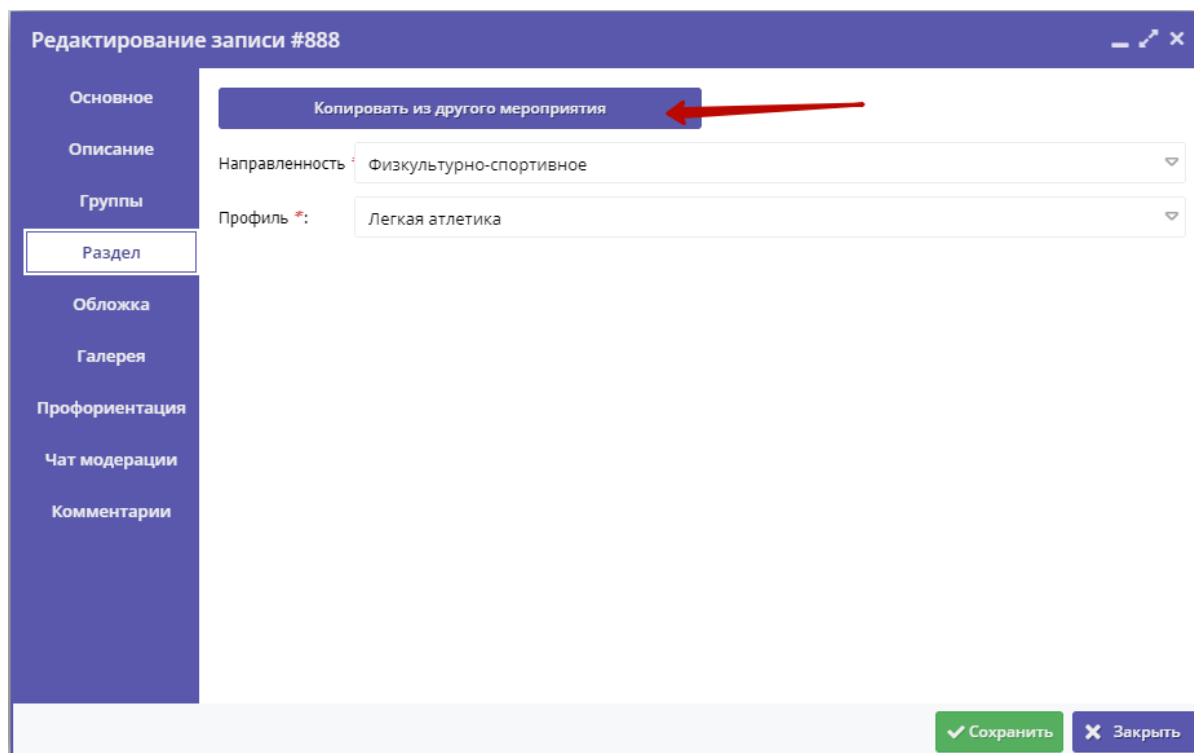 Редактирование записи #888
Основное
Описание
Группы
Раздел
Обложка
Галерея
Профориентация
Чат модерации
Комментарии
Копировать из другого мероприятия
Направленность * Физкультурно-спортивное
Профиль *: Легкая атлетика
Сохранить Закрыть